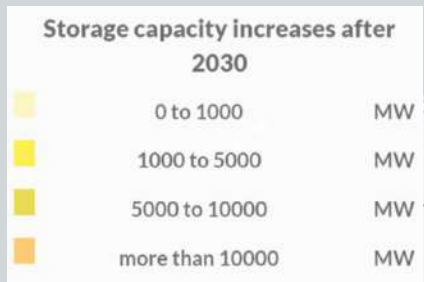 Storage capacity increases after
2030
0 to 1000 MW
1000 to 5000 MW
5000 to 10000 MW
more than 10000 MW